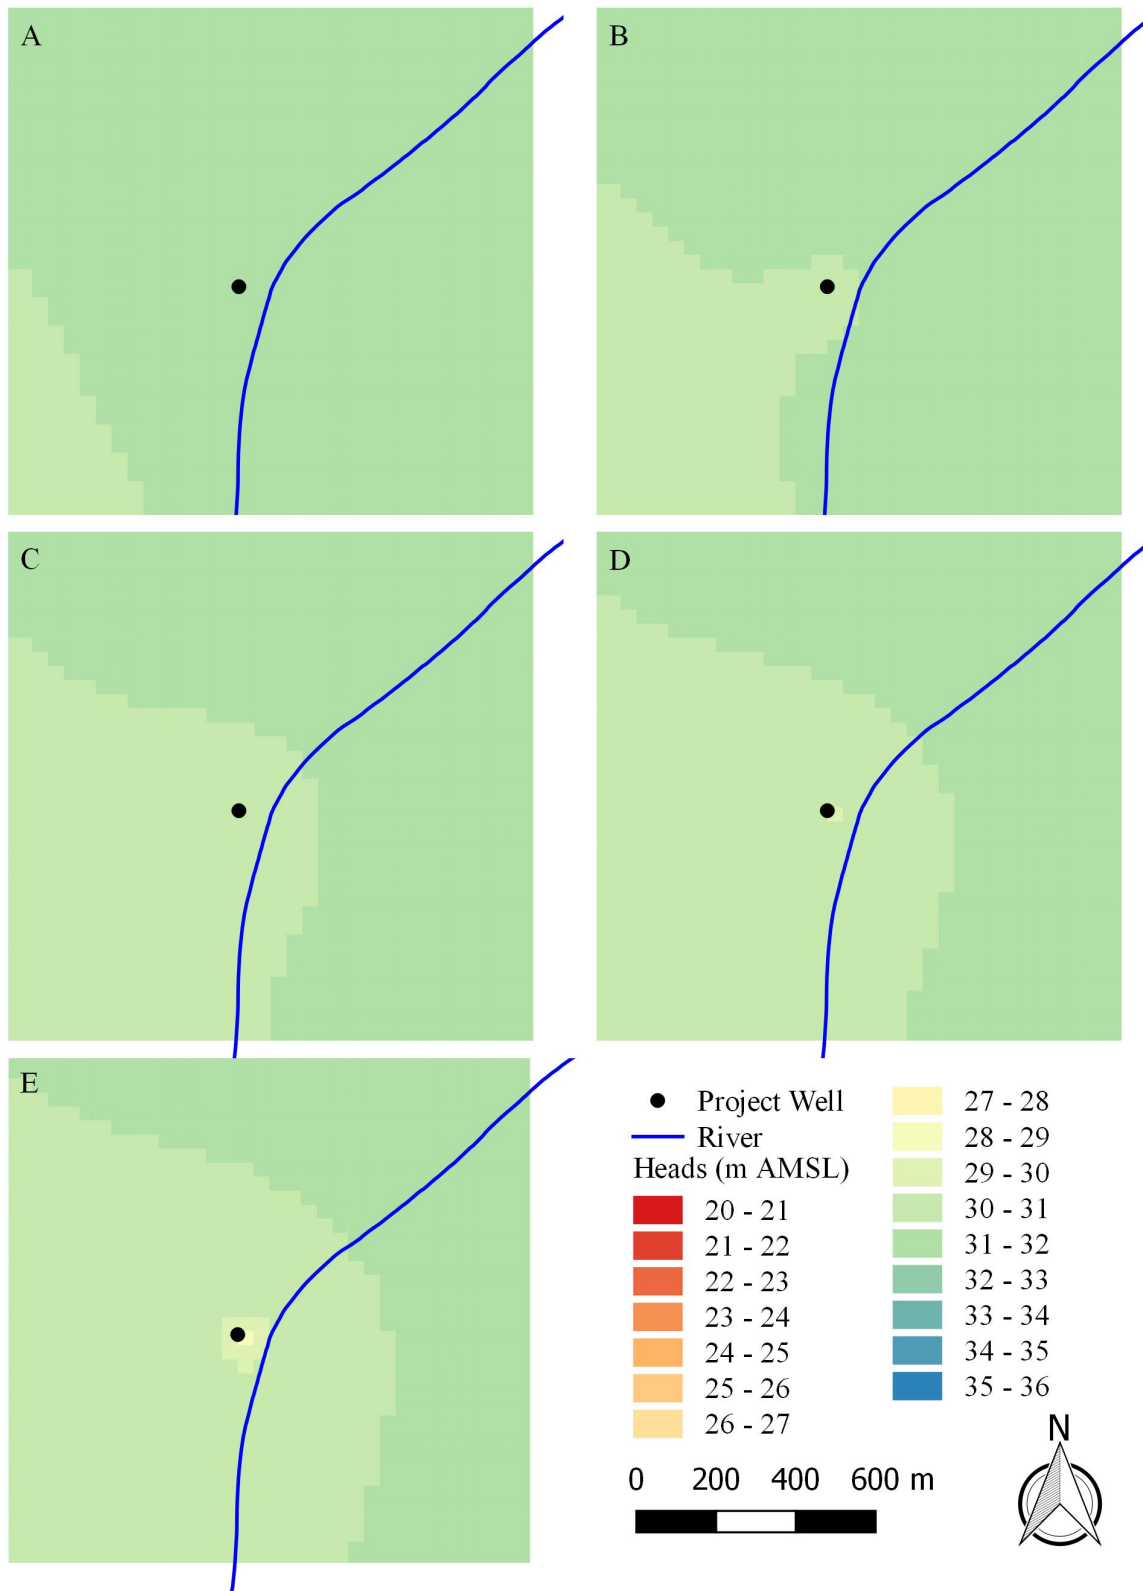 A
B
C
D
E
Project Well
River
Heads (m AMSL)
20 - 21
21 - 22
22 - 23
23 - 24
24 - 25
25 - 26
26 - 27
27 - 28
28 - 29
29 - 30
30 - 31
31 - 32
32 - 33
33 - 34
34 - 35
35 - 36
0 200 400 600 m
N